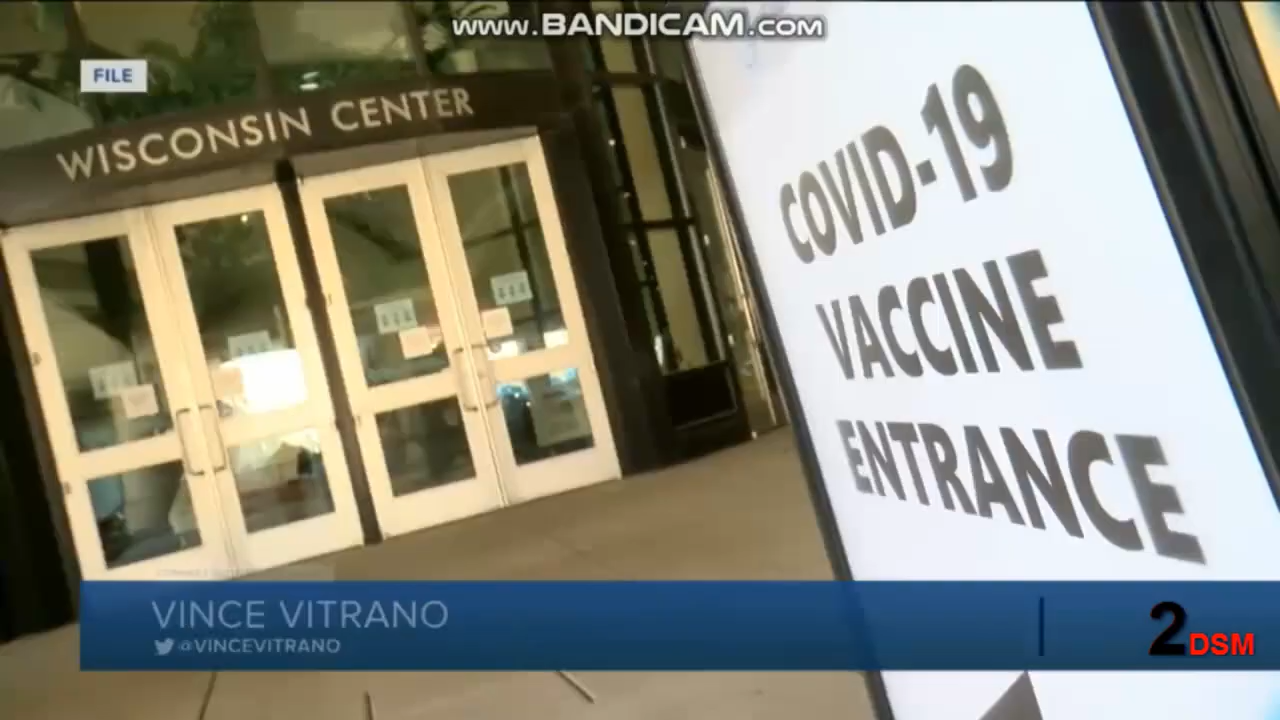 www.BANDICAM.com
FILE
WISCONSIN CENTER
COVID-19
VACCINE
ENTRANCE
VINCE VITRANO
@VINCEVITRANO
2DSM